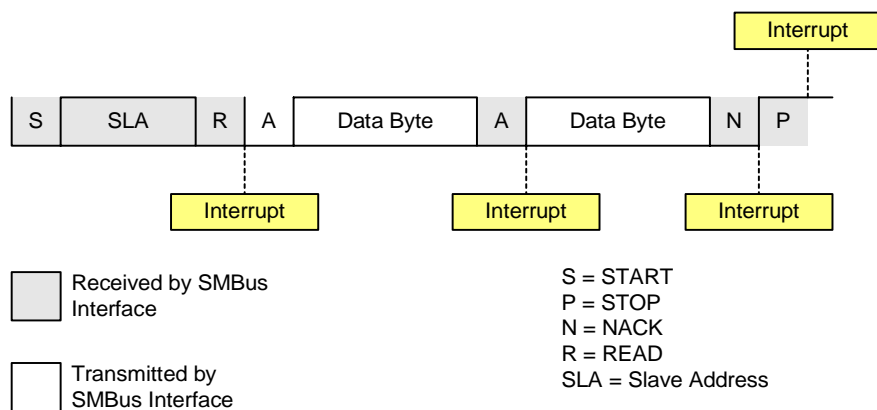 Interrupt
S SLA R A Data Byte A Data Byte N P
Interrupt Interrupt Interrupt
Received by SMBus
Interface
Transmitted by
SMBus Interface
S = START
P = STOP
N = NACK
R = READ
SLA = Slave Address